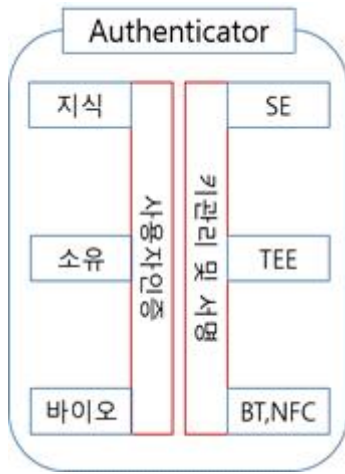 Authenticator
지식
소유
바이오
사용자인증
키관리 및 서명
SE
TEE
BT,NFC